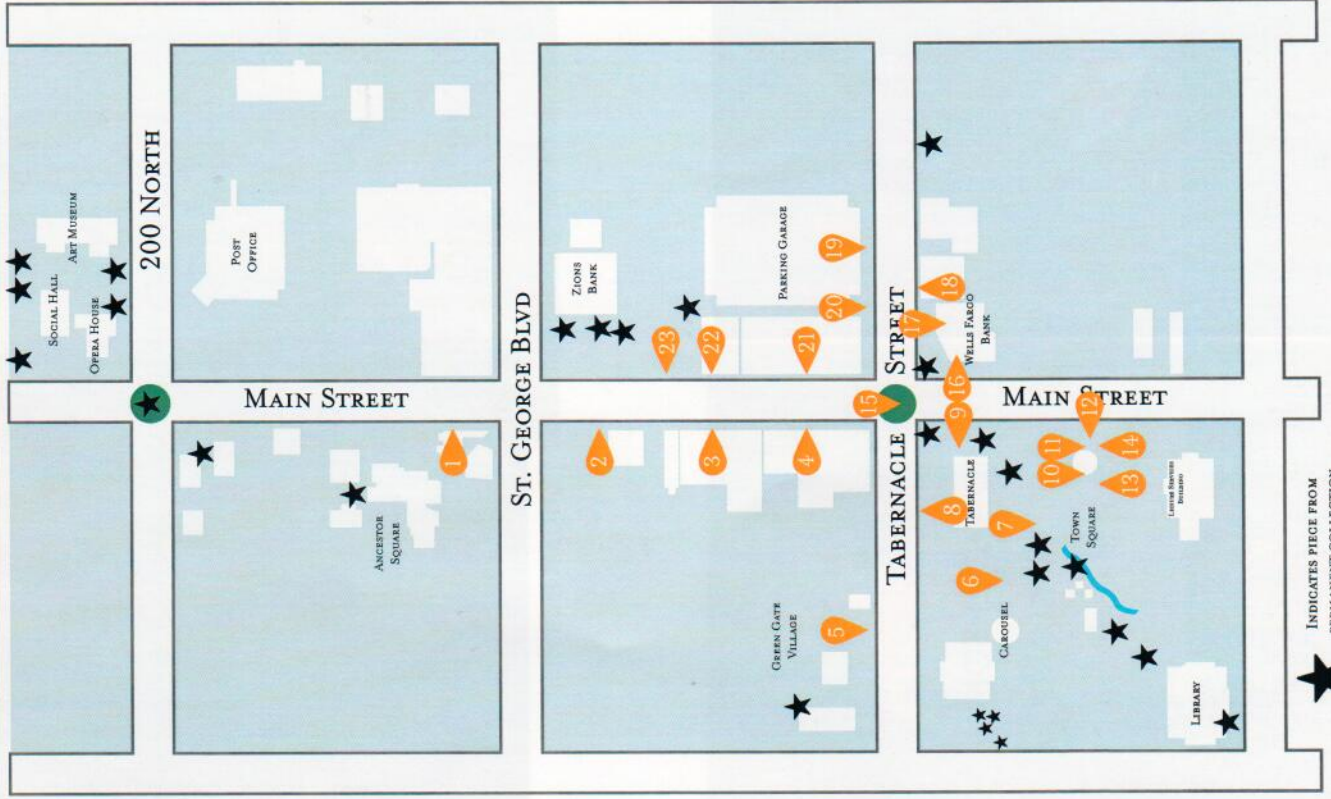 200 North
Social Hall
Art Museum
Opera House
Main Street
Post
Office
Ancestor
Square
1
St. George Blvd
Zions
Bank
2
3
4
23
22
21
Parking Garage
19
20
Green Gate
Village
5
Tabernacle
15
Street
16
17
18
Wells Fargo
Bank
Main Street
Tabernacle
6
7
8
9
10
11
12
13
14
Town
Square
Carousel
Leisure Services
Building
Library
Indicates piece from